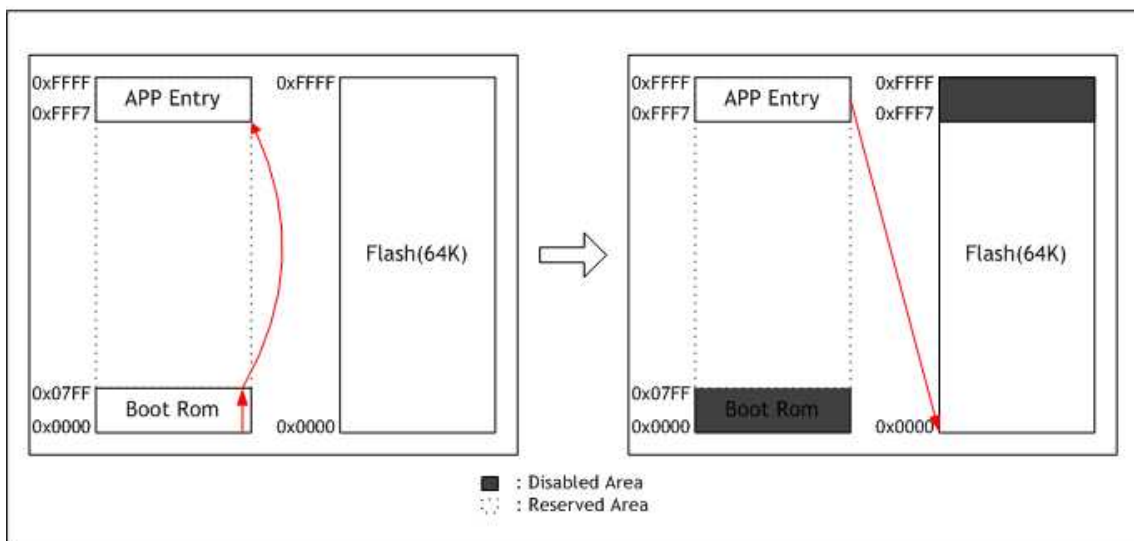 0xFFFF
APP Entry
0xFFF7
0x07FF
Boot Rom
0x0000
0xFFFF
Flash(64K)
0x0000
0xFFFF
APP Entry
0xFFF7
0x07FF
Boot Rom
0x0000
0xFFFF
0xFFF7
Flash(64K)
0x0000
: Disabled Area
: Reserved Area